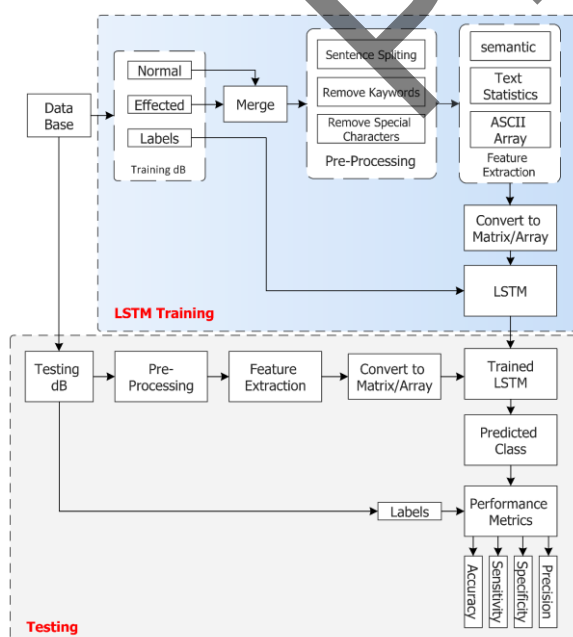 Data
Base
Normal
Effected
Labels
Training dB
Merge
Sentence Spliting
Remove Kaywords
Remove Special
Characters
Pre-Processing
semantic
Text
Statistics
ASCII
Array
Feature
Extraction
Convert to
Matrix/Array
LSTM
LSTM Training
Testing
dB
Pre-
Processing
Feature
Extraction
Convert to
Matrix/Array
Trained
LSTM
Predicted
Class
Labels
Performance
Metrics
Accuracy
Sensitivity
Specificity
Precision
Testing